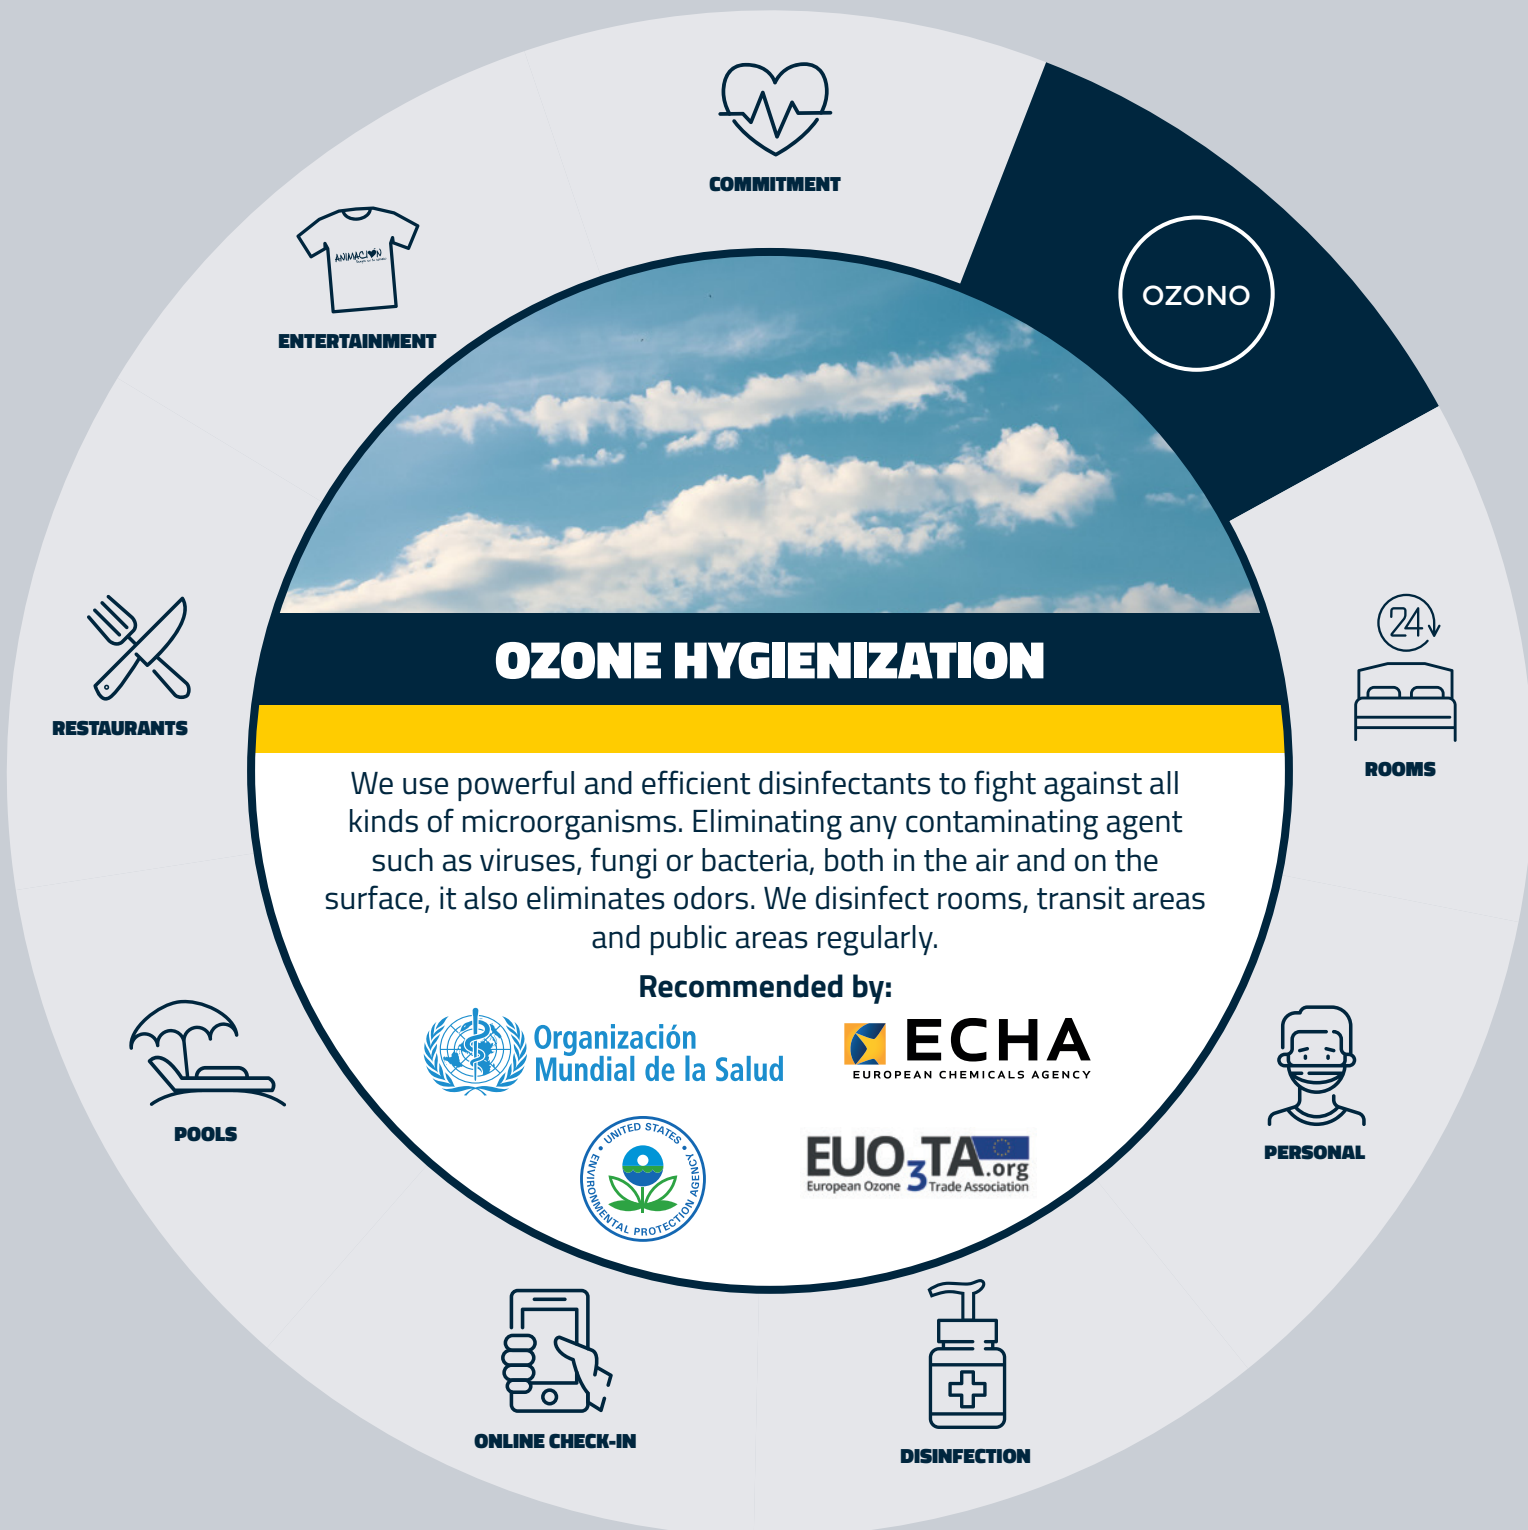 COMMITMENT
OZONO
ANIMACIÓN
ENTERTAINMENT
OZONE HYGIENIZATION
24
RESTAURANTS
ROOMS
We use powerful and efficient disinfectants to fight against all
kinds of microorganisms. Eliminating any contaminating agent
such as viruses, fungi or bacteria, both in the air and on the
surface, it also eliminates odors. We disinfect rooms, transit areas
and public areas regularly.
Recommended by:
Organización
Mundial de la Salud
ECHA
EUROPEAN CHEMICALS AGENCY
POOLS
PERSONAL
UNITED STATES
ENVIRONMENTAL PROTECTION AGENCY
EUO3TA.org
European Ozone Trade Association
ONLINE CHECK-IN
DISINFECTION